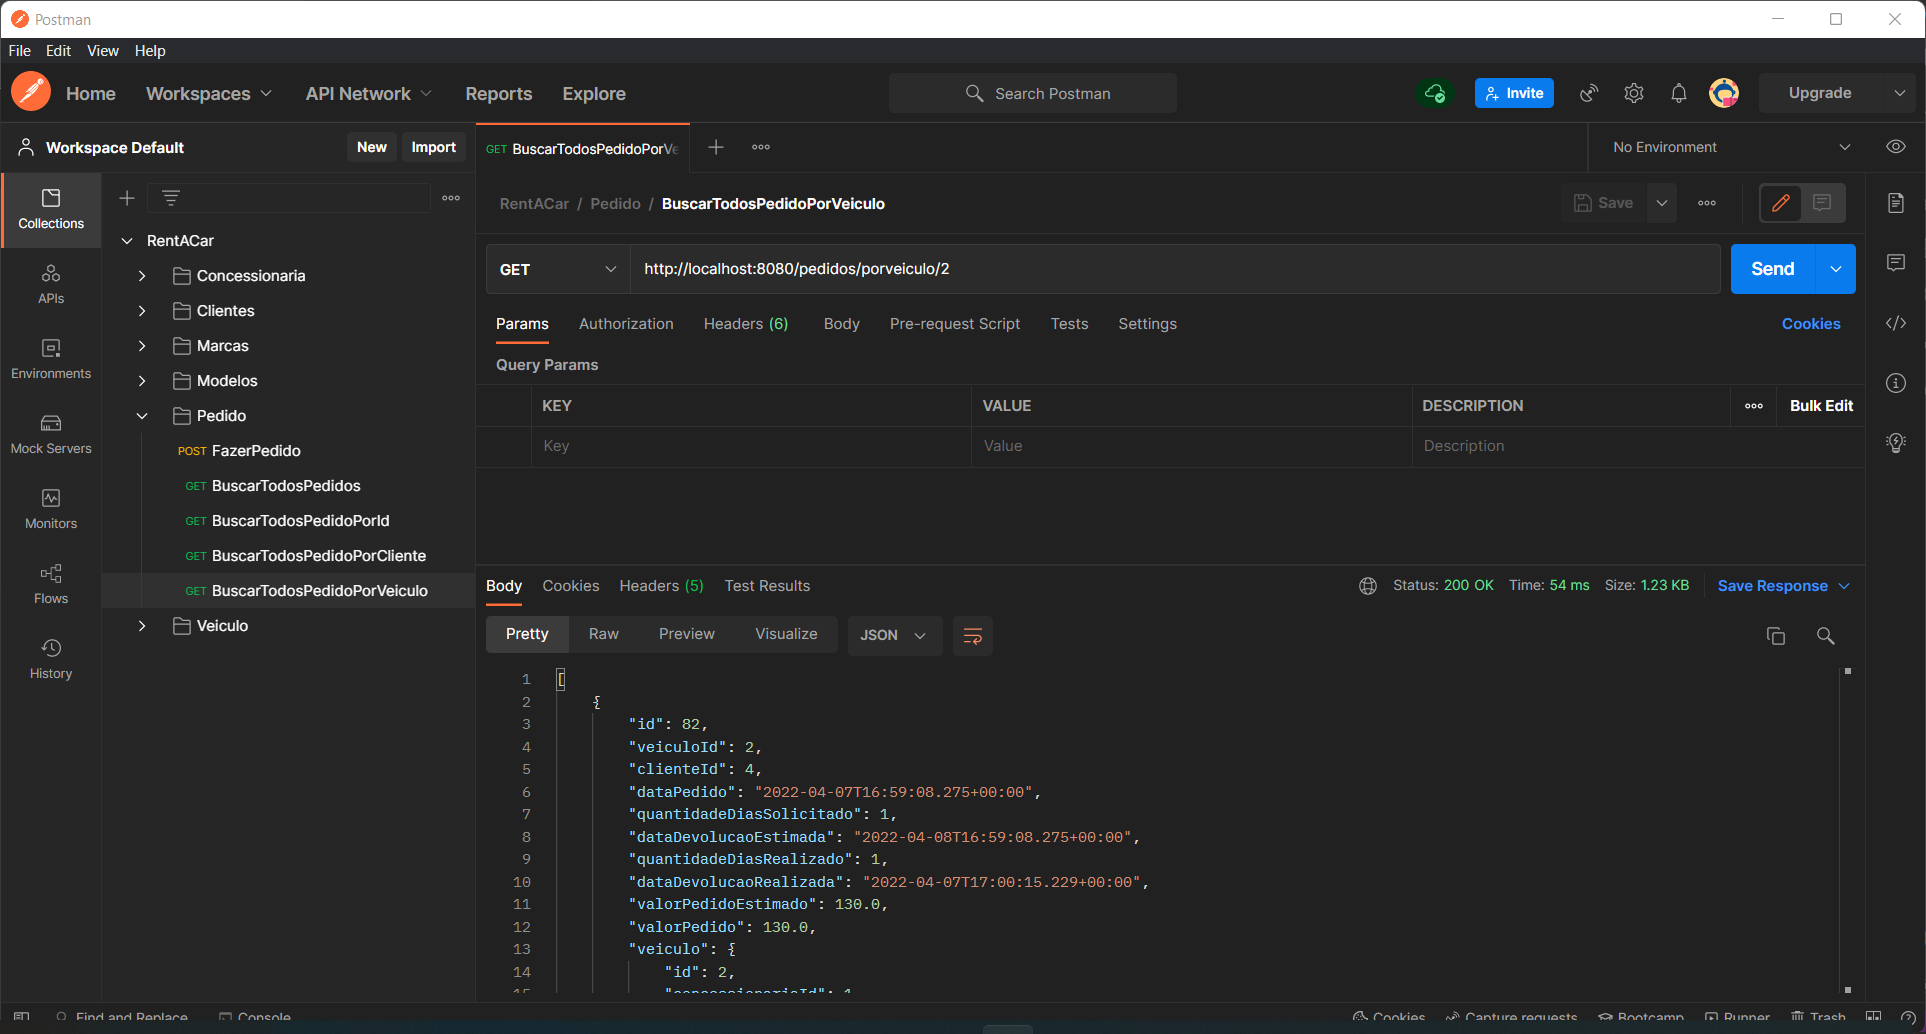 Postman
File Edit View Help
Home Workspaces API Network Reports Explore Search Postman Invite Upgrade
Workspace Default New Import
GET BuscarTodosPedidoPorVe
No Environment
Collections
APIs
Environments
Mock Servers
Monitors
Flows
History
RentACar
Concessionaria
Clientes
Marcas
Modelos
Pedido
POST FazerPedido
GET BuscarTodosPedidos
GET BuscarTodosPedidoPorId
GET BuscarTodosPedidoPorCliente
GET BuscarTodosPedidoPorVeiculo
Veiculo
RentACar / Pedido / BuscarTodosPedidoPorVeiculo Save
GET http://localhost:8080/pedidos/porveiculo/2 Send
Params Authorization Headers (6) Body Pre-request Script Tests Settings Cookies
Query Params
KEY VALUE DESCRIPTION Bulk Edit
Key Value Description
Body Cookies Headers (5) Test Results Status: 200 OK Time: 54 ms Size: 1.23 KB Save Response
Pretty Raw Preview Visualize JSON
1 [
2 {
3 "id": 82,
4 "veiculoId": 2,
5 "clienteId": 4,
6 "dataPedido": "2022-04-07T16:59:08.275+00:00",
7 "quantidadeDiasSolicitado": 1,
8 "dataDevolucaoEstimada": "2022-04-08T16:59:08.275+00:00",
9 "quantidadeDiasRealizado": 1,
10 "dataDevolucaoRealizada": "2022-04-07T17:00:15.229+00:00",
11 "valorPedidoEstimado": 130.0,
12 "valorPedido": 130.0,
13 "veiculo": {
14 "id": 2,
15 "concessionariaId": 1
Find and Replace Console Cookies Capture requests Bootcamp Runner Trash